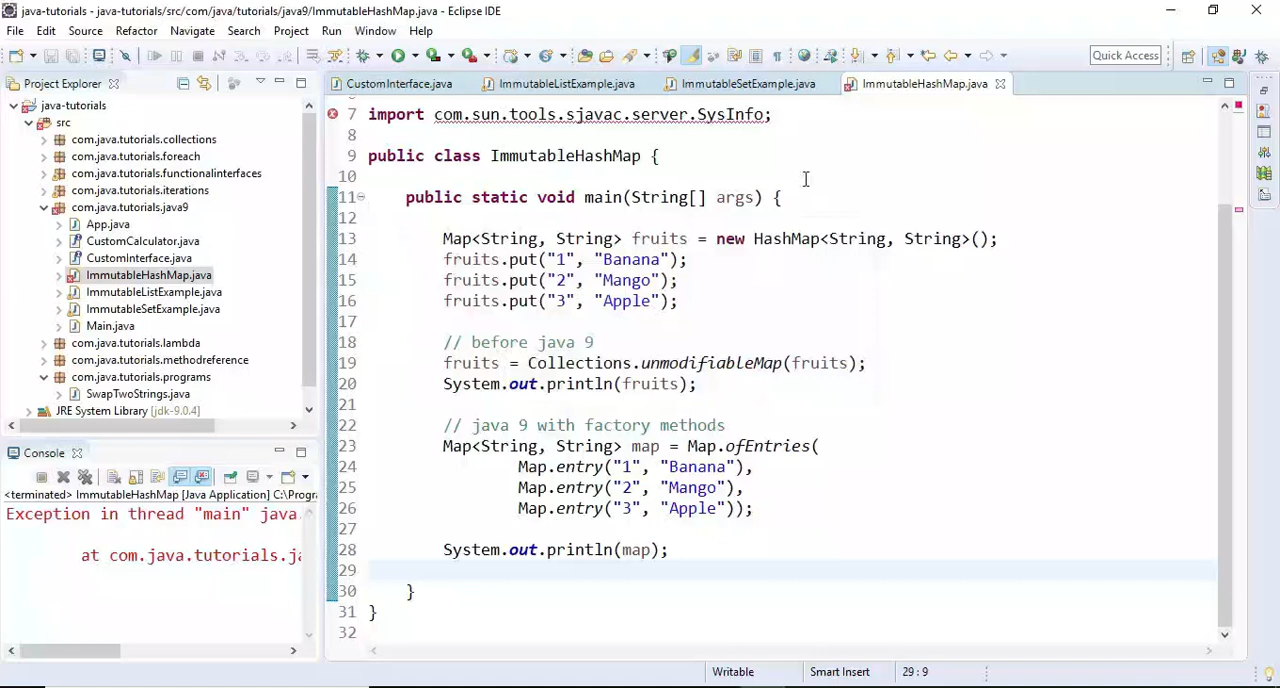 java-tutorials - java-tutorials/src/com/java/tutorials/java9/ImmutableHashMap.java - Eclipse IDE
File Edit Source Refactor Navigate Search Project Run Window Help
Quick Access
Project Explorer
java-tutorials
src
com.java.tutorials.collections
com.java.tutorials.foreach
com.java.tutorials.functionalinterfaces
com.java.tutorials.iterations
com.java.tutorials.java9
App.java
CustomCalculator.java
CustomInterface.java
ImmutableHashMap.java
ImmutableListExample.java
ImmutableSetExample.java
Main.java
com.java.tutorials.lambda
com.java.tutorials.methodreference
com.java.tutorials.programs
SwapTwoStrings.java
JRE System Library [jdk-9.0.4]
Console
<terminated> ImmutableHashMap [Java Application] C:\Progra
Exception in thread "main" java.
at com.java.tutorials.ja
CustomInterface.java ImmutableListExample.java ImmutableSetExample.java ImmutableHashMap.java
7 import com.sun.tools.sjavac.server.SysInfo;
8
9 public class ImmutableHashMap {
10
11 public static void main(String[] args) {
12
13 Map<String, String> fruits = new HashMap<String, String>();
14 fruits.put("1", "Banana");
15 fruits.put("2", "Mango");
16 fruits.put("3", "Apple");
17
18 // before java 9
19 fruits = Collections.unmodifiableMap(fruits);
20 System.out.println(fruits);
21
22 // java 9 with factory methods
23 Map<String, String> map = Map.ofEntries(
24 Map.entry("1", "Banana"),
25 Map.entry("2", "Mango"),
26 Map.entry("3", "Apple"));
27
28 System.out.println(map);
29
30 }
31 }
32
Writable Smart Insert 29 : 9